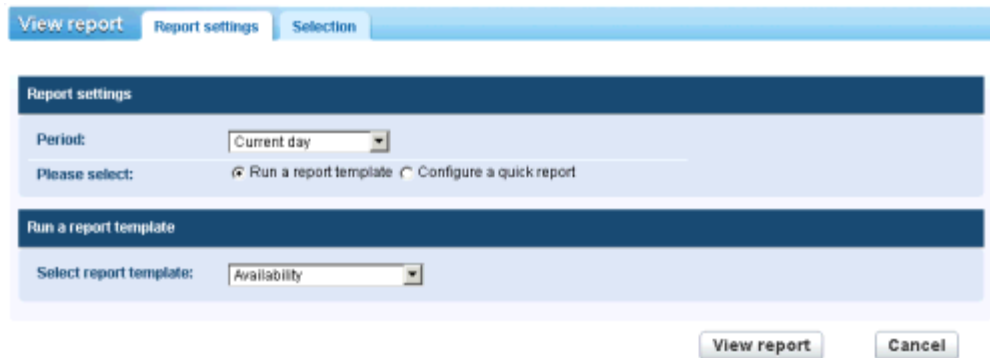 View report Report settings Selection
Report settings
Period: Current day
Please select: Run a report template Configure a quick report
Run a report template
Select report template: Availability
View report Cancel